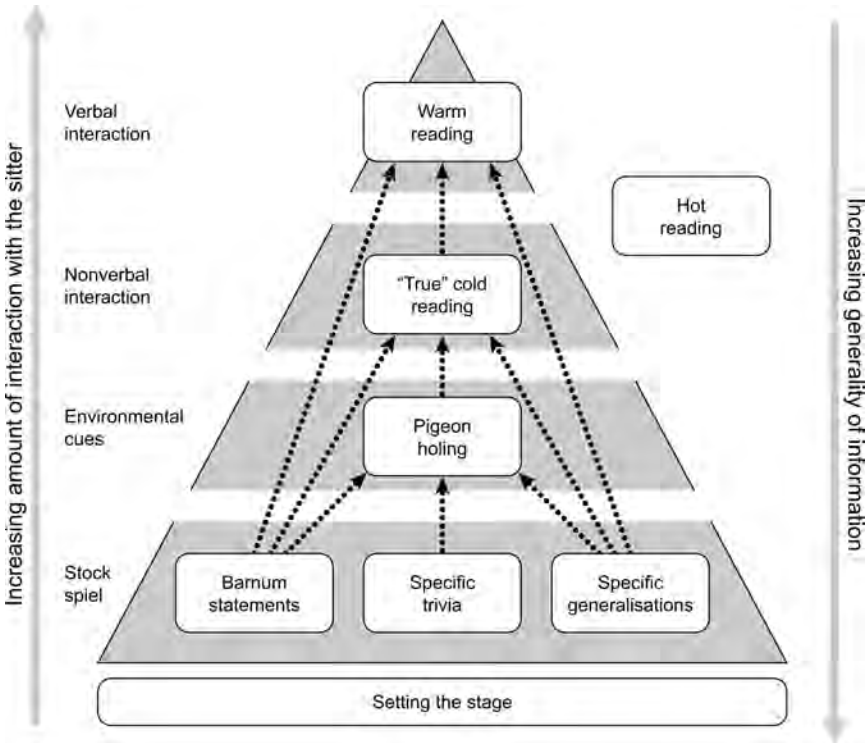 Increasing amount of interaction with the sitter
Verbal
interaction
Warm
reading
Hot
reading
Nonverbal
interaction
“True” cold
reading
Environmental
cues
Pigeon
holing
Stock
spiel
Barnum
statements
Specific
trivia
Specific
generalisations
Setting the stage
Increasing generality of information